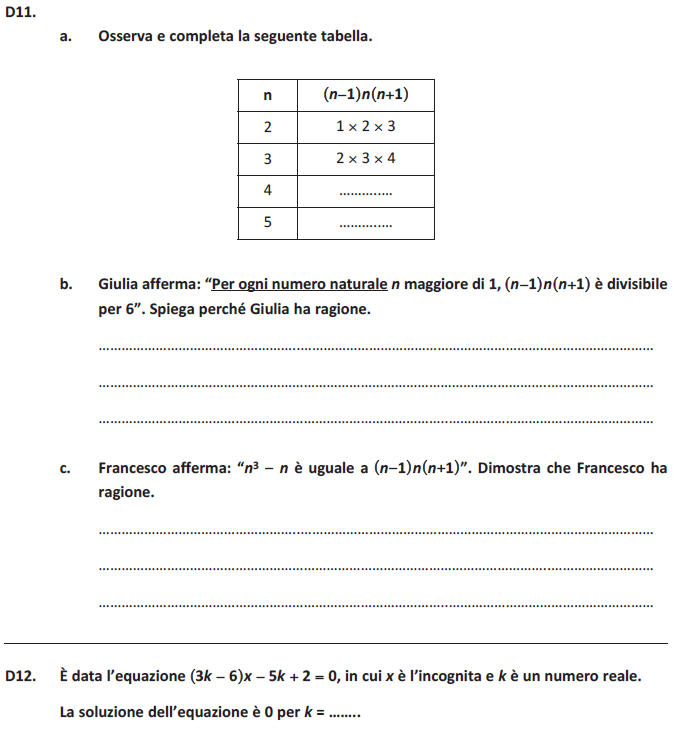 D11.
a. Osserva e completa la seguente tabella.
n (n–1)n(n+1)
2 1 × 2 × 3
3 2 × 3 × 4
4 ..............
5 ..............
b. Giulia afferma: “Per ogni numero naturale n maggiore di 1, (n–1)n(n+1) è divisibile
per 6”. Spiega perché Giulia ha ragione.
................................................................................
................................................................................
................................................................................
c. Francesco afferma: “n³ – n è uguale a (n–1)n(n+1)”. Dimostra che Francesco ha
ragione.
................................................................................
................................................................................
................................................................................
D12. È data l’equazione (3k – 6)x – 5k + 2 = 0, in cui x è l’incognita e k è un numero reale.
La soluzione dell’equazione è 0 per k = ........